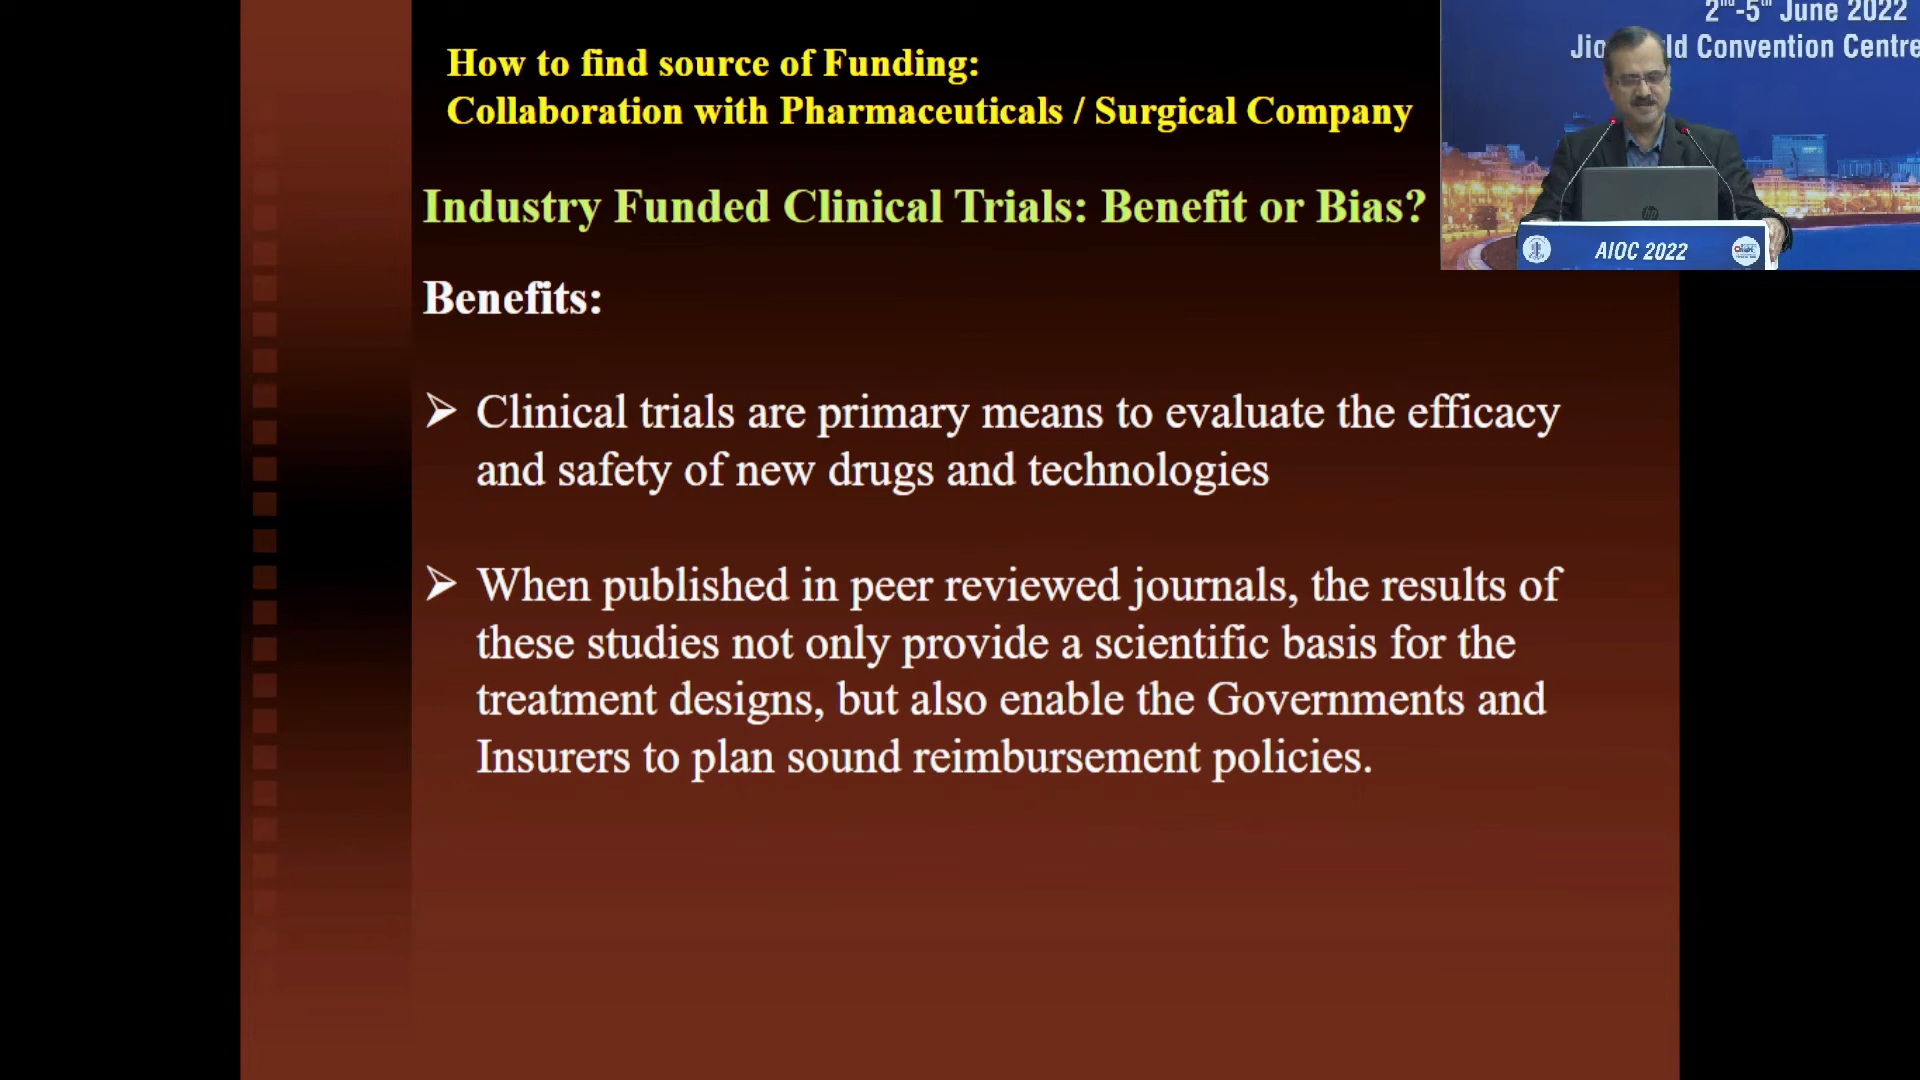 How to find source of Funding:
Collaboration with Pharmaceuticals / Surgical Company
Industry Funded Clinical Trials: Benefit or Bias?
Benefits:
➢ Clinical trials are primary means to evaluate the efficacy
and safety of new drugs and technologies
➢ When published in peer reviewed journals, the results of
these studies not only provide a scientific basis for the
treatment designs, but also enable the Governments and
Insurers to plan sound reimbursement policies.
2nd-5th June 2022
Convention Centre
AIOC 2022
hp